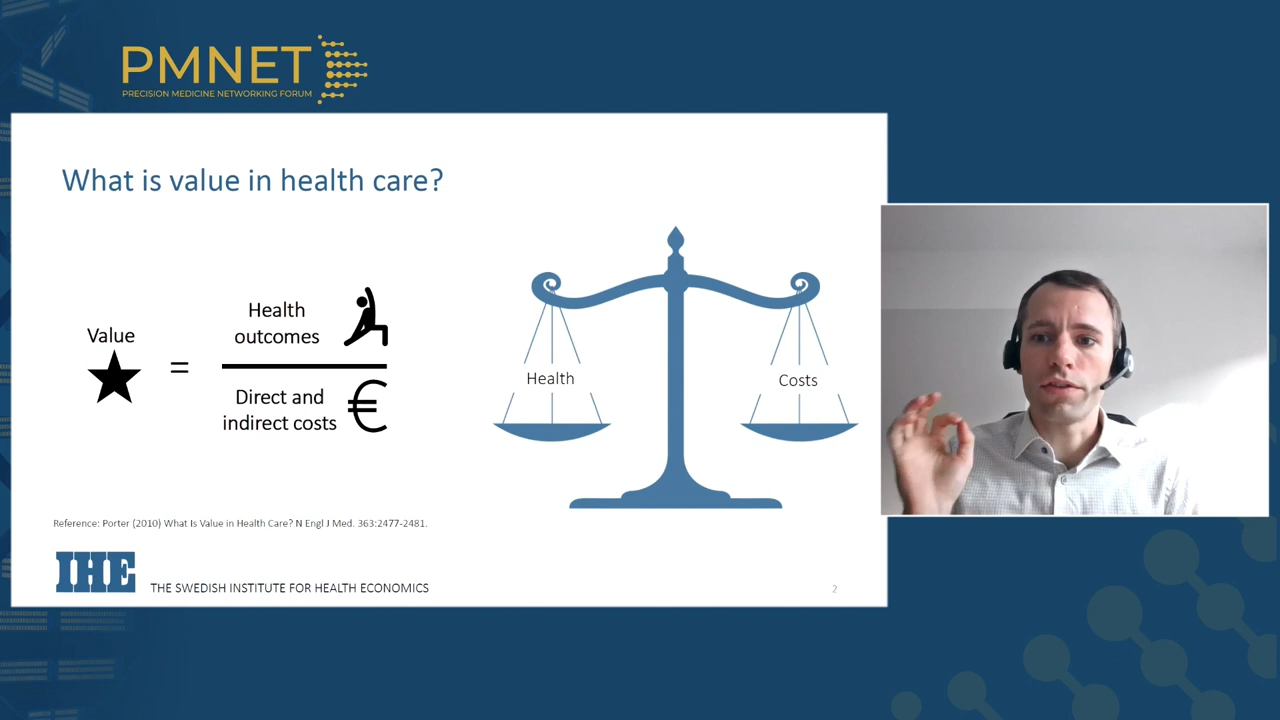 PMNET
PRECISION MEDICINE NETWORKING FORUM
What is value in health care?
Value
=
Health
outcomes
Direct and
indirect costs
€
Health
Costs
Reference: Porter (2010) What Is Value in Health Care? N Engl J Med. 363:2477-2481.
IHE
THE SWEDISH INSTITUTE FOR HEALTH ECONOMICS
2